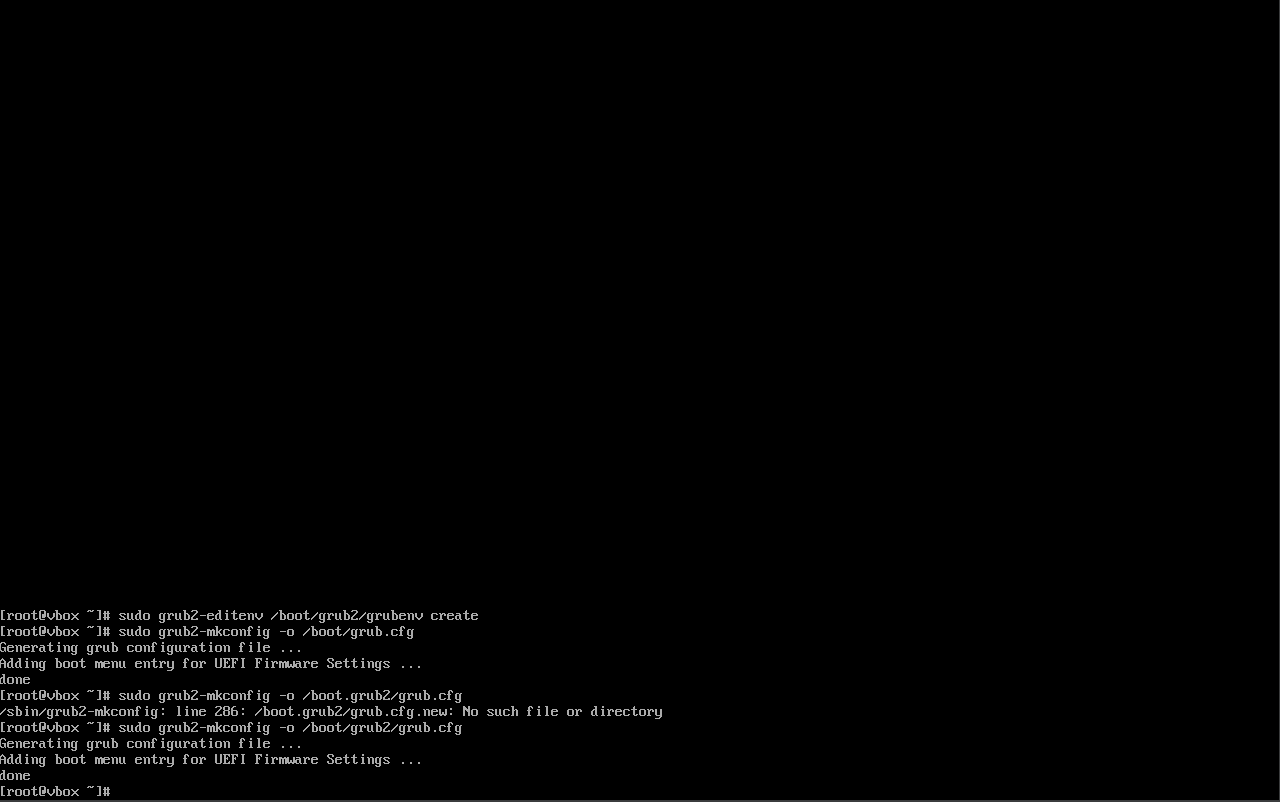 [root@vbox ~]# sudo grub2-editenv /boot/grub2/grubenv create
[root@vbox ~]# sudo grub2-mkconfig -o /boot/grub.cfg
Generating grub configuration file ...
Adding boot menu entry for UEFI Firmware Settings ...
done
[root@vbox ~]# sudo grub2-mkconfig -o /boot.grub2/grub.cfg
/sbin/grub2-mkconfig: line 286: /boot.grub2/grub.cfg.new: No such file or directory
[root@vbox ~]# sudo grub2-mkconfig -o /boot/grub2/grub.cfg
Generating grub configuration file ...
Adding boot menu entry for UEFI Firmware Settings ...
done
[root@vbox ~]#